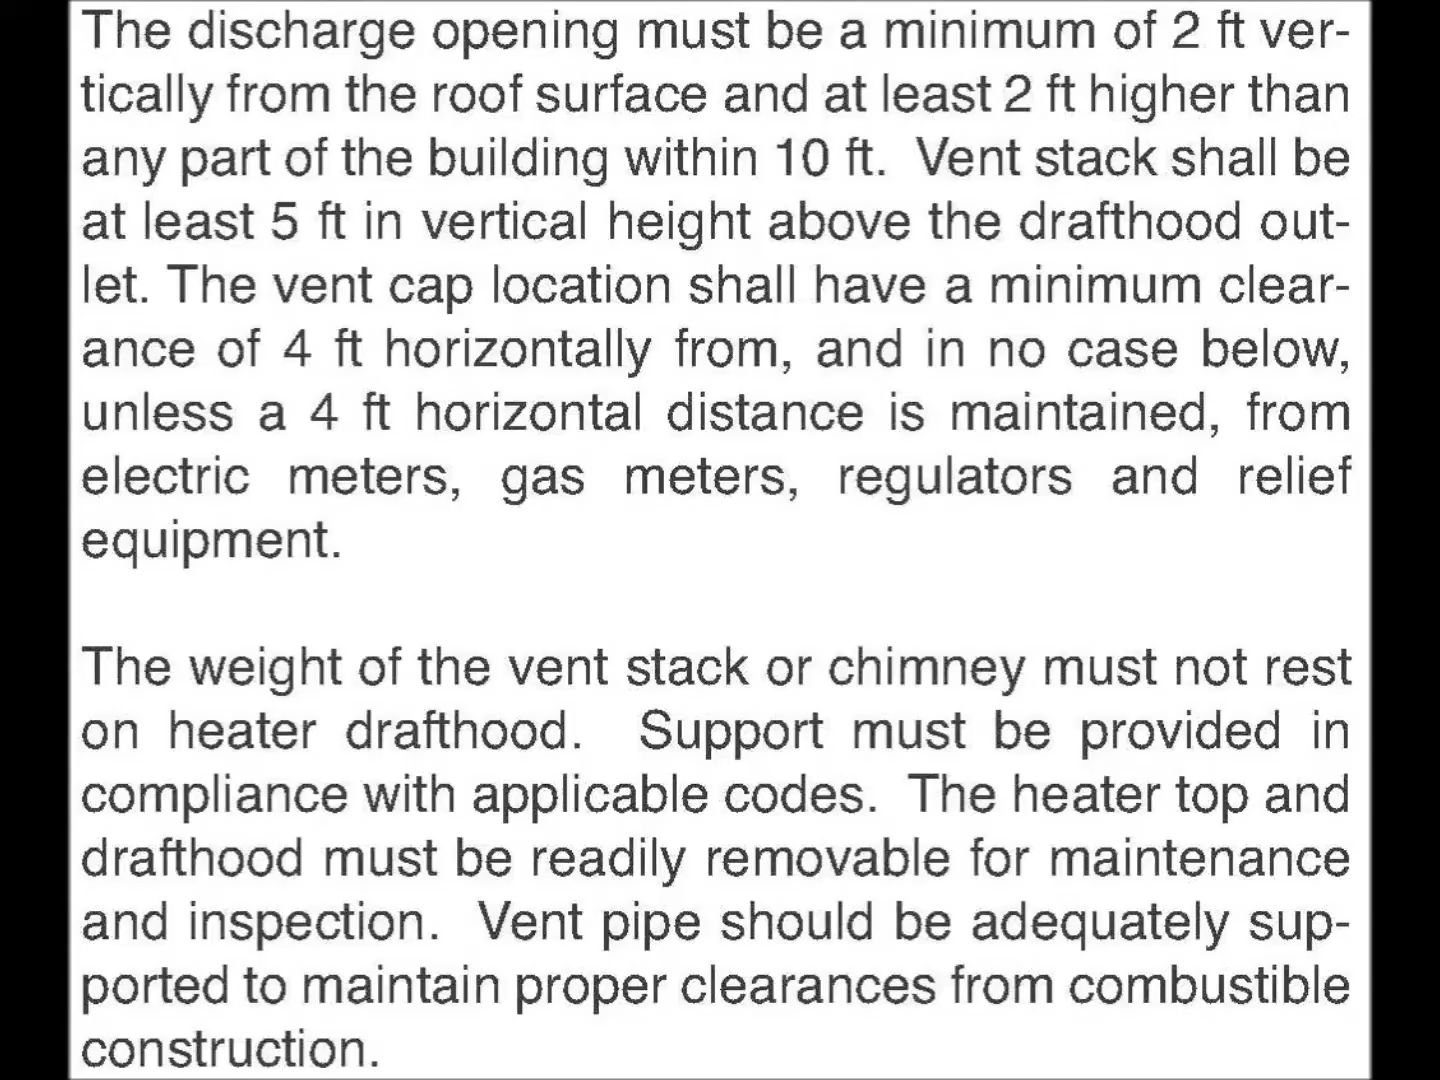 The discharge opening must be a minimum of 2 ft ver-
tically from the roof surface and at least 2 ft higher than
any part of the building within 10 ft.  Vent stack shall be
at least 5 ft in vertical height above the drafthood out-
let. The vent cap location shall have a minimum clear-
ance of 4 ft horizontally from, and in no case below,
unless a 4 ft horizontal distance is maintained, from
electric meters, gas meters, regulators and relief
equipment.

The weight of the vent stack or chimney must not rest
on heater drafthood.  Support must be provided in
compliance with applicable codes.  The heater top and
drafthood must be readily removable for maintenance
and inspection.  Vent pipe should be adequately sup-
ported to maintain proper clearances from combustible
construction.